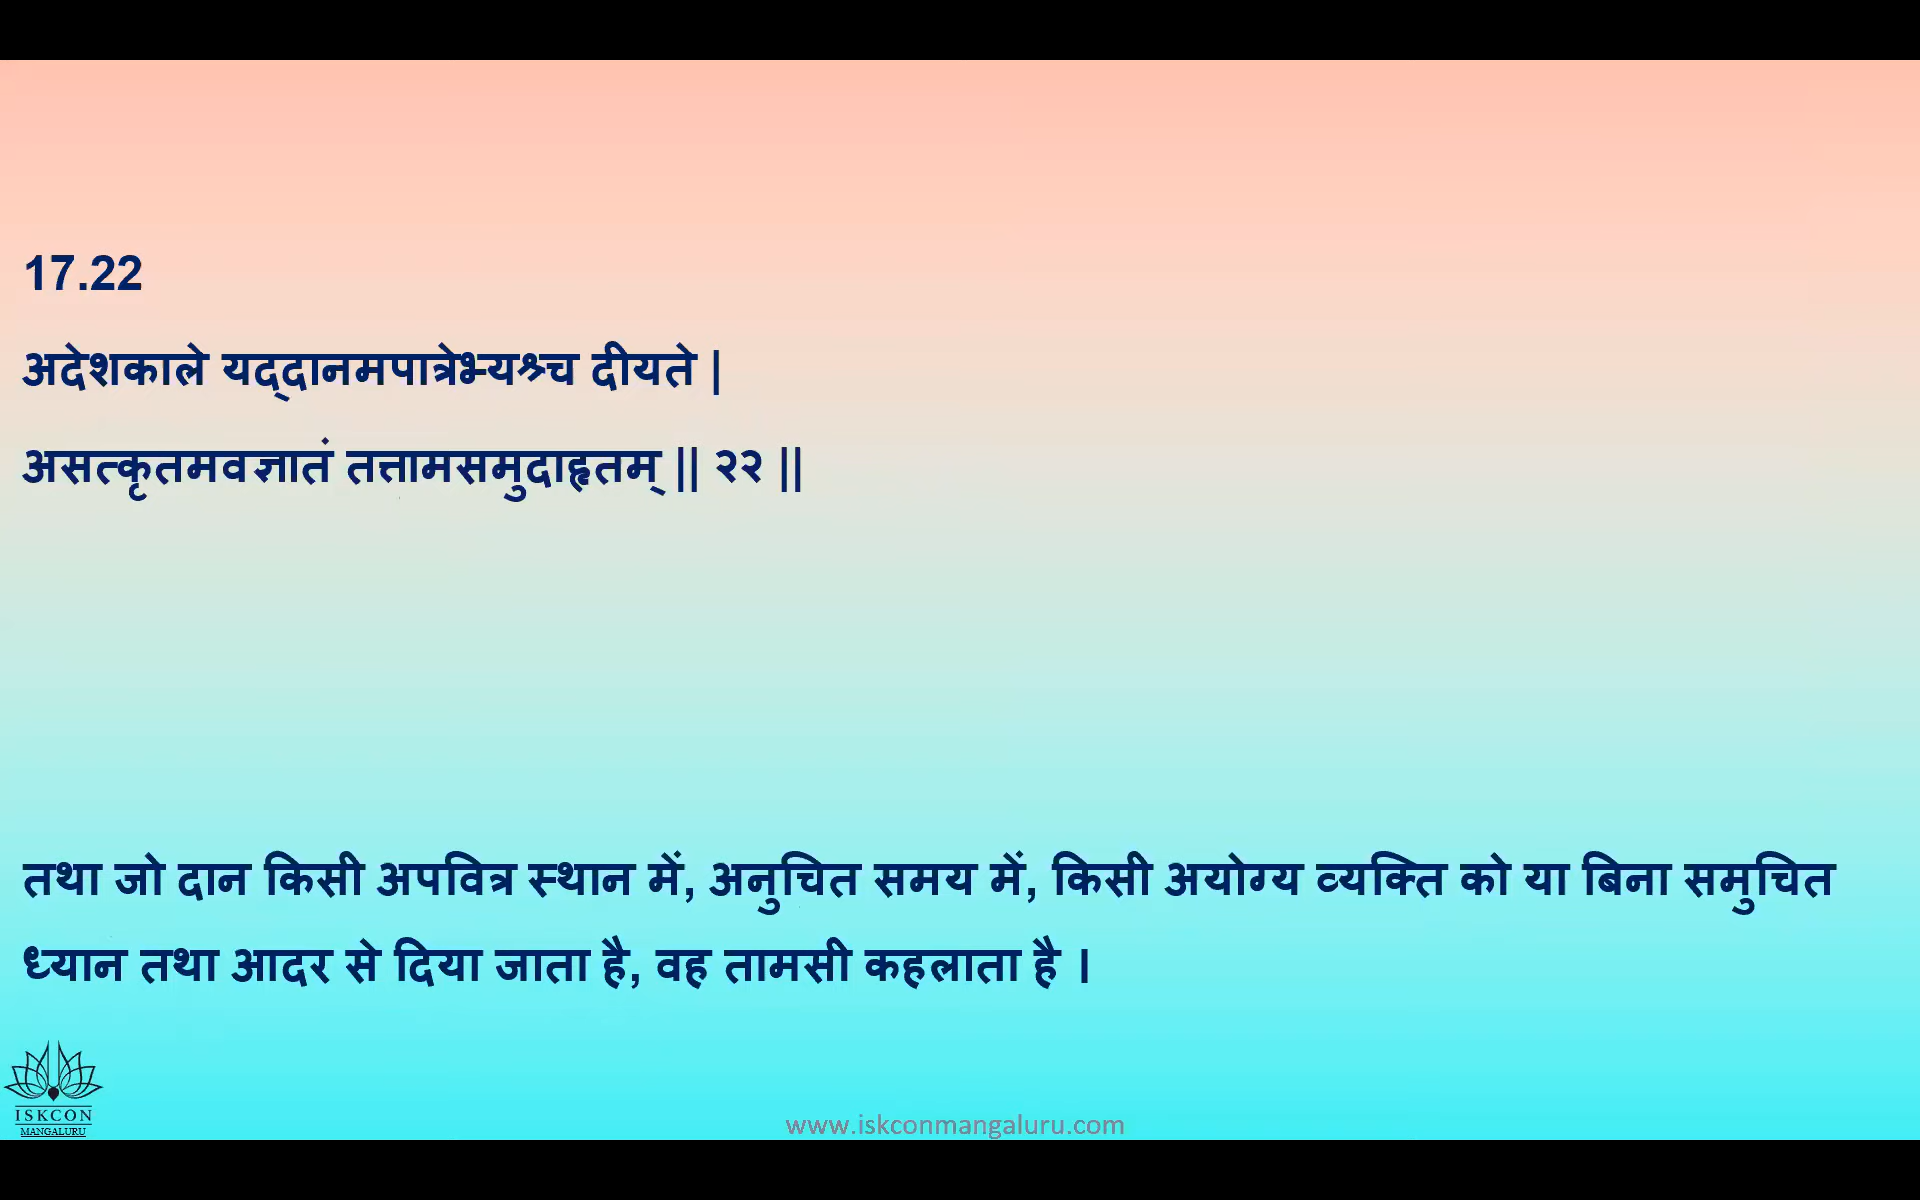 17.22
अदेशकाले यद्‌दानमपात्रेभ्यश्र्च दीयते |
असत्कृतमवज्ञातं तत्तामसमुदाहृतम् || २२ ||
तथा जो दान किसी अपवित्र स्थान में, अनुचित समय में, किसी अयोग्य व्यक्ति को या बिना समुचित
ध्यान तथा आदर से दिया जाता है, वह तामसी कहलाता है ।
ISKCON
MANGALURU
www.iskconmangaluru.com